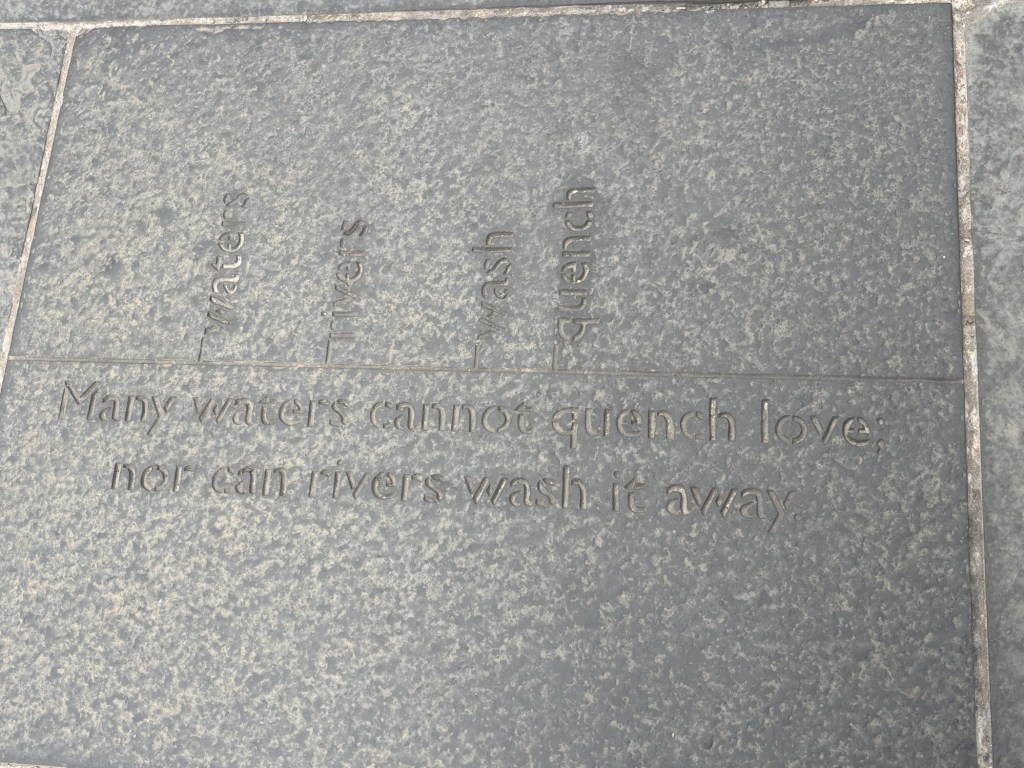 waters
rivers
wash
quench
Many waters cannot quench love;
nor can rivers wash it away.